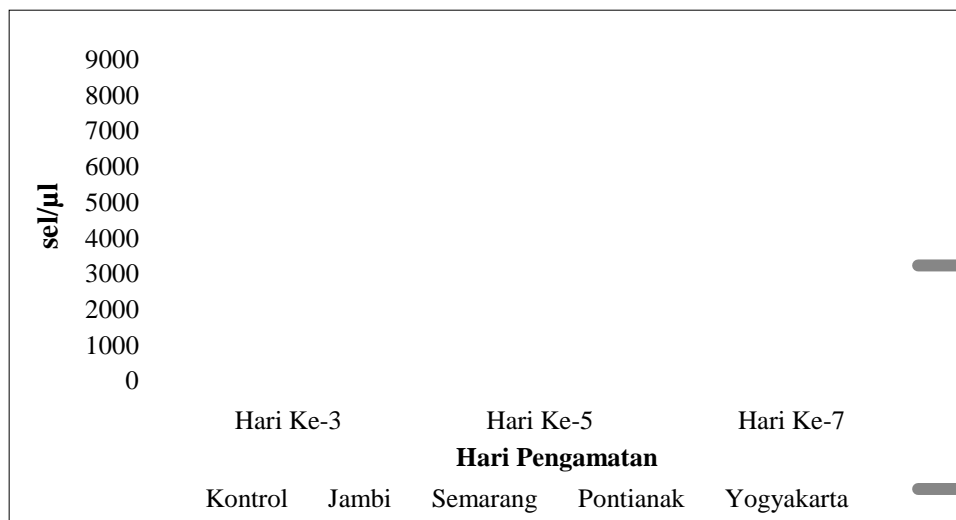 9000
8000
7000
6000
5000
4000
3000
2000
1000
0
sel/µl
Hari Ke-3 Hari Ke-5 Hari Ke-7
Hari Pengamatan
Kontrol Jambi Semarang Pontianak Yogyakarta